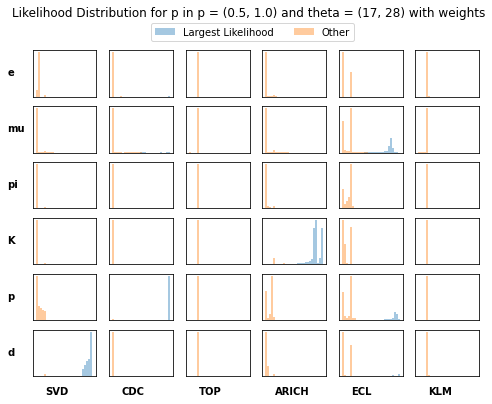 Likelihood Distribution for p in p = (0.5, 1.0) and theta = (17, 28) with weights
Largest Likelihood Other
e
mu
pi
K
p
d
SVD CDC TOP ARICH ECL KLM